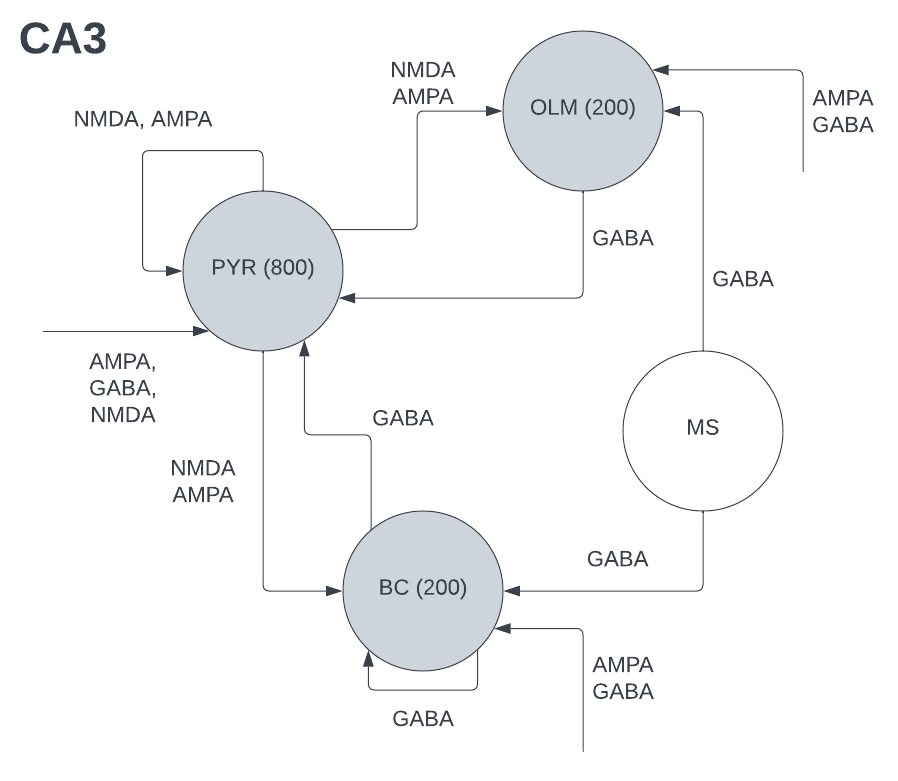 CA3
NMDA
AMPA
OLM (200)
AMPA
GABA
NMDA, AMPA
GABA
PYR (800)
GABA
AMPA,
GABA,
NMDA
GABA
MS
NMDA
AMPA
GABA
BC (200)
AMPA
GABA
GABA